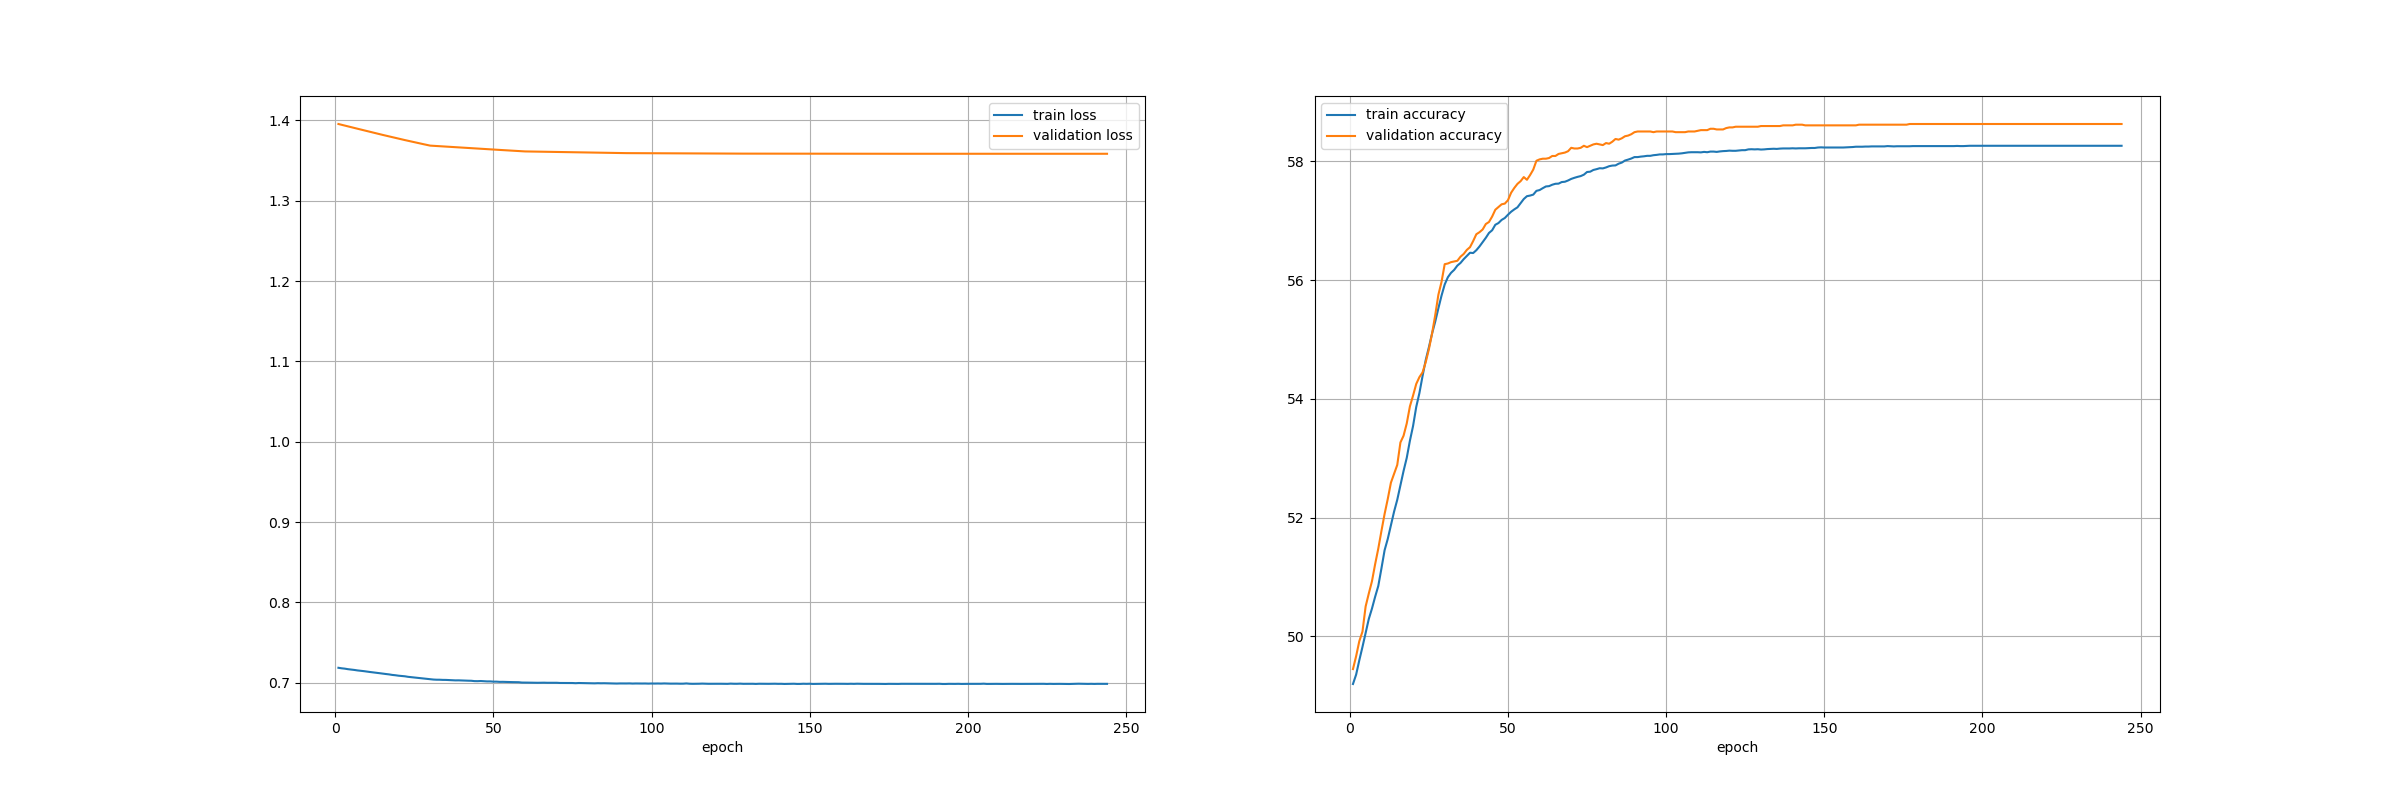 train loss
validation loss
1.4
1.3
1.2
1.1
1.0
0.9
0.8
0.7
0 50 100 150 200 250
epoch
train accuracy
validation accuracy
58
56
54
52
50
0 50 100 150 200 250
epoch